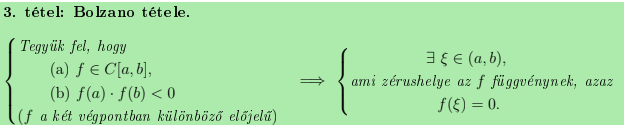 3. tétel: Bolzano tétele.
Tegyük fel, hogy
(a) f ∈ C[a, b],
(b) f(a) · f(b) < 0
(f a két végpontban különböző előjelű)
⟹
∃ ξ ∈ (a, b),
ami zérushelye az f függvénynek, azaz
f(ξ) = 0.